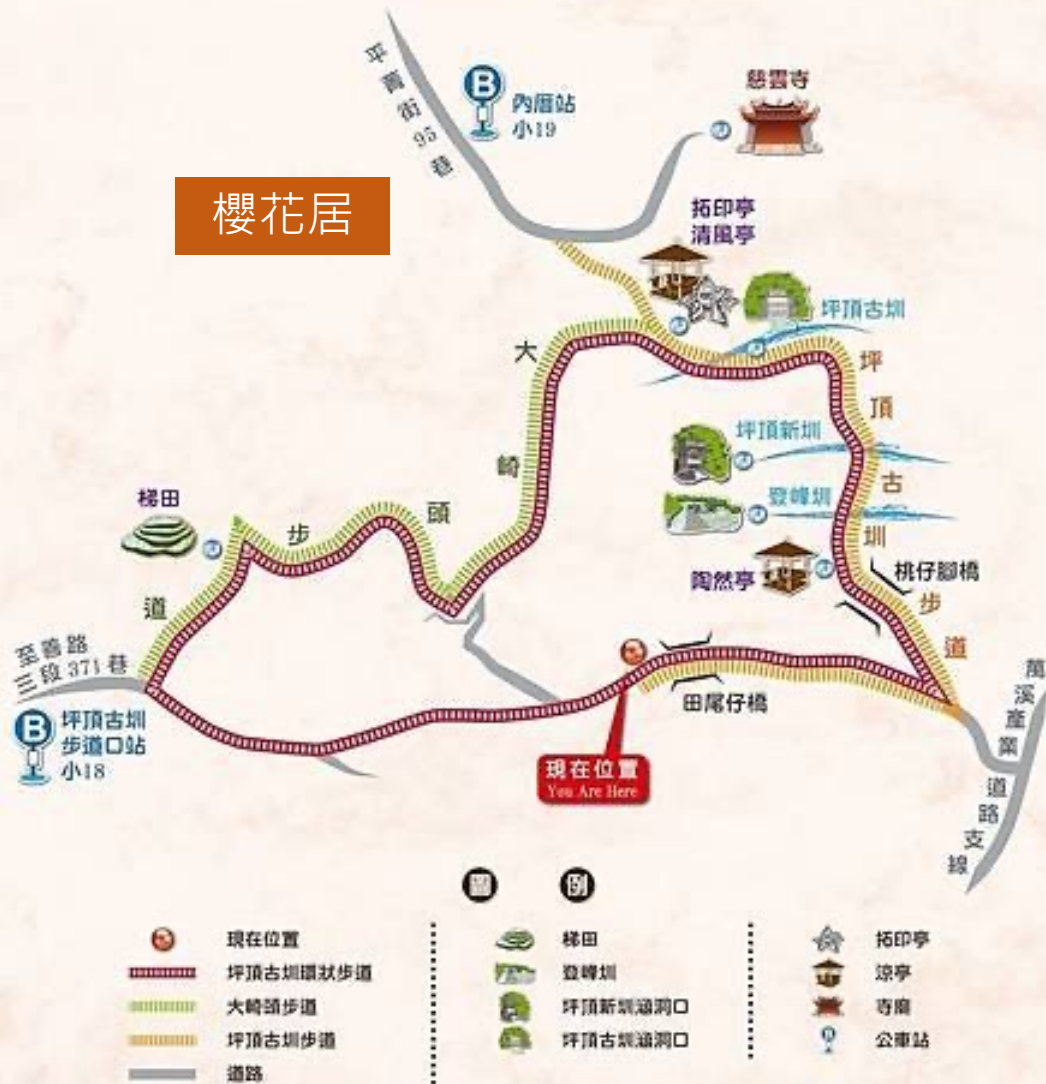 平菁街95巷
內厝站
小19
慈雲寺
櫻花居
拓印亭
清風亭
坪頂古圳
大崎頭步道
坪頂古圳步道
坪頂新圳
登峰圳
梯田
陶然亭
桃仔腳橋
至善路
三段371巷
坪頂古圳
步道口站
小18
田尾仔橋
現在位置
You Are Here
萬溪產業道路支線
圖例
現在位置
坪頂古圳環狀步道
大崎頭步道
坪頂古圳步道
道路
梯田
登峰圳
坪頂新圳涵洞口
坪頂古圳涵洞口
拓印亭
涼亭
寺廟
公車站